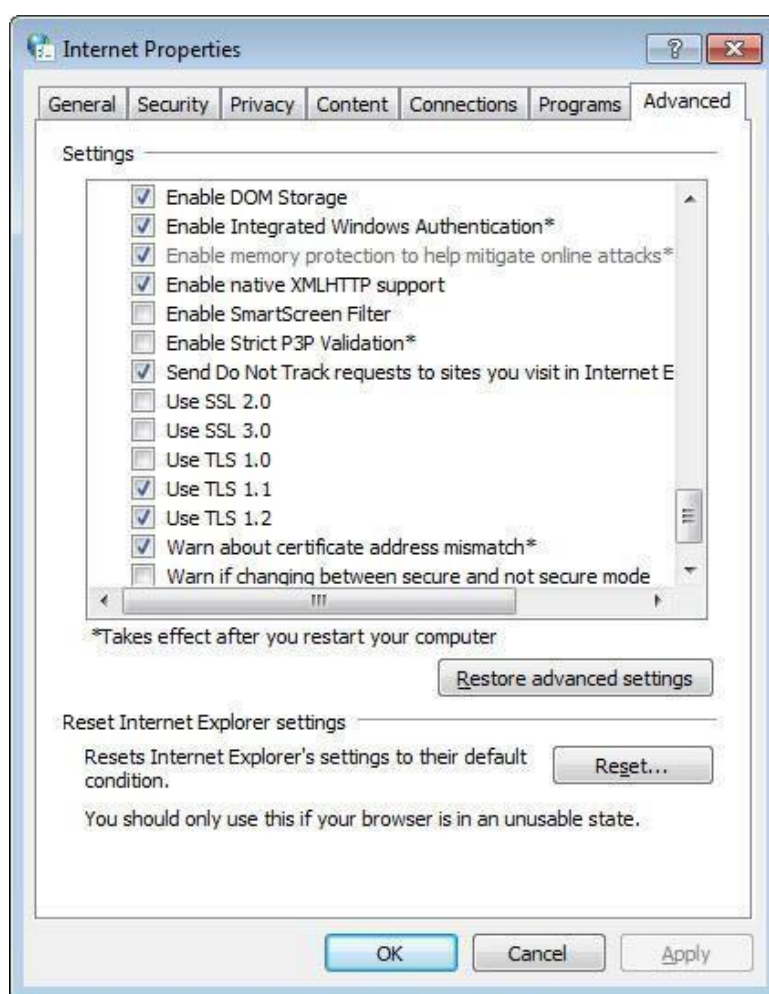 Internet Properties
General Security Privacy Content Connections Programs Advanced
Settings
Enable DOM Storage
Enable Integrated Windows Authentication*
Enable memory protection to help mitigate online attacks*
Enable native XMLHTTP support
Enable SmartScreen Filter
Enable Strict P3P Validation*
Send Do Not Track requests to sites you visit in Internet E
Use SSL 2.0
Use SSL 3.0
Use TLS 1.0
Use TLS 1.1
Use TLS 1.2
Warn about certificate address mismatch*
Warn if changing between secure and not secure mode
*Takes effect after you restart your computer
Restore advanced settings
Reset Internet Explorer settings
Resets Internet Explorer's settings to their default
condition.
Reset...
You should only use this if your browser is in an unusable state.
OK Cancel Apply